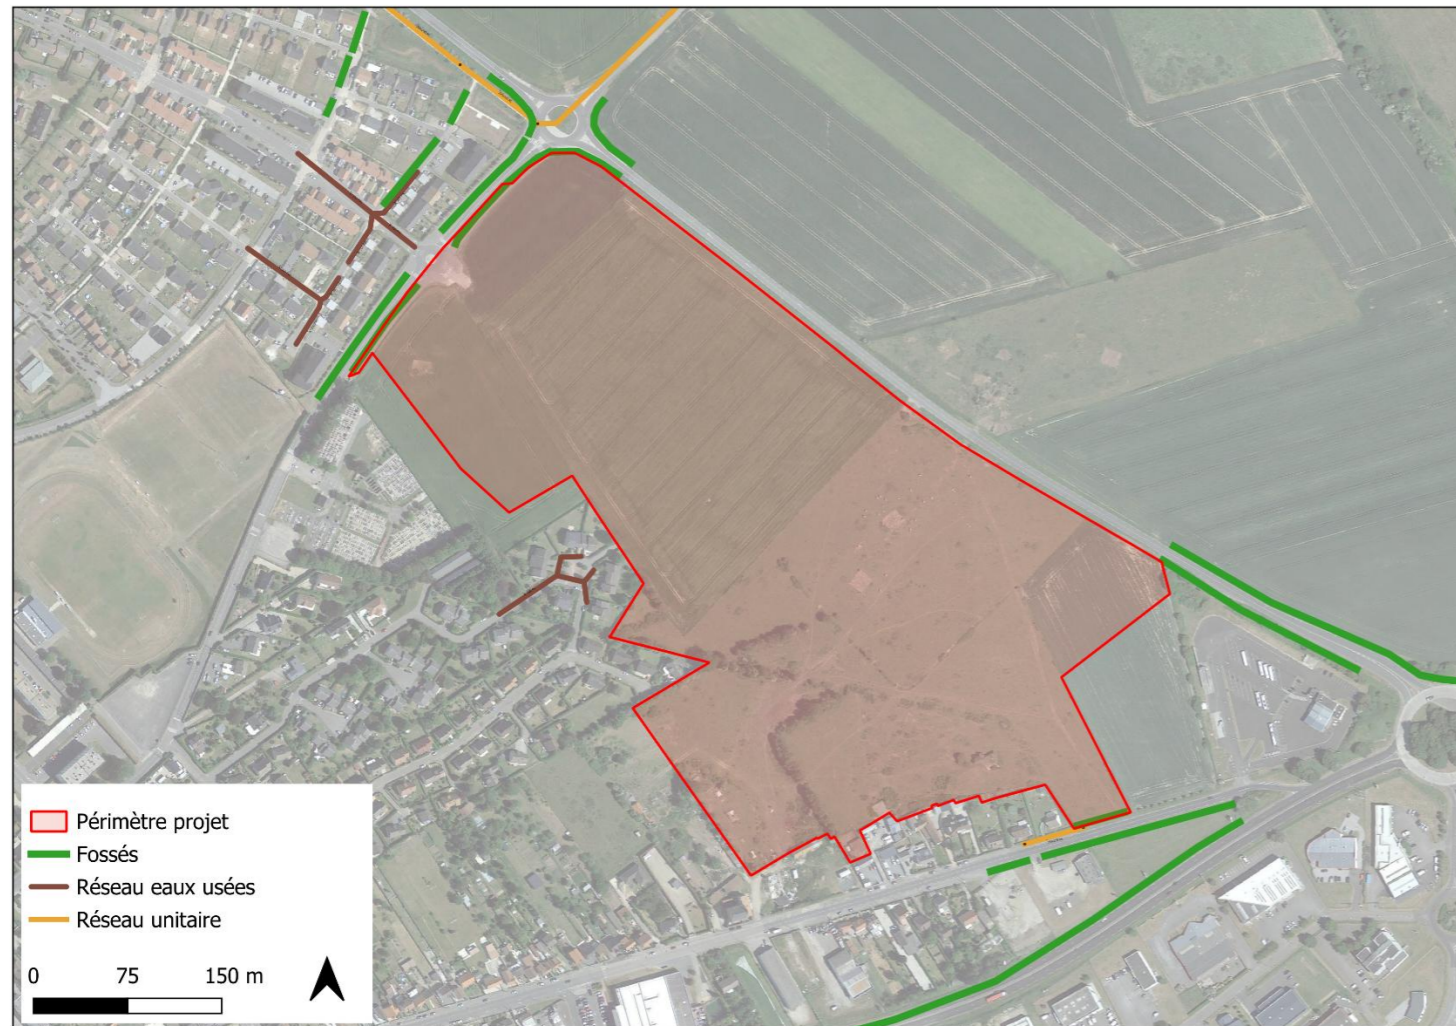 Périmètre projet
Fossés
Réseau eaux usées
Réseau unitaire
0 75 150 m